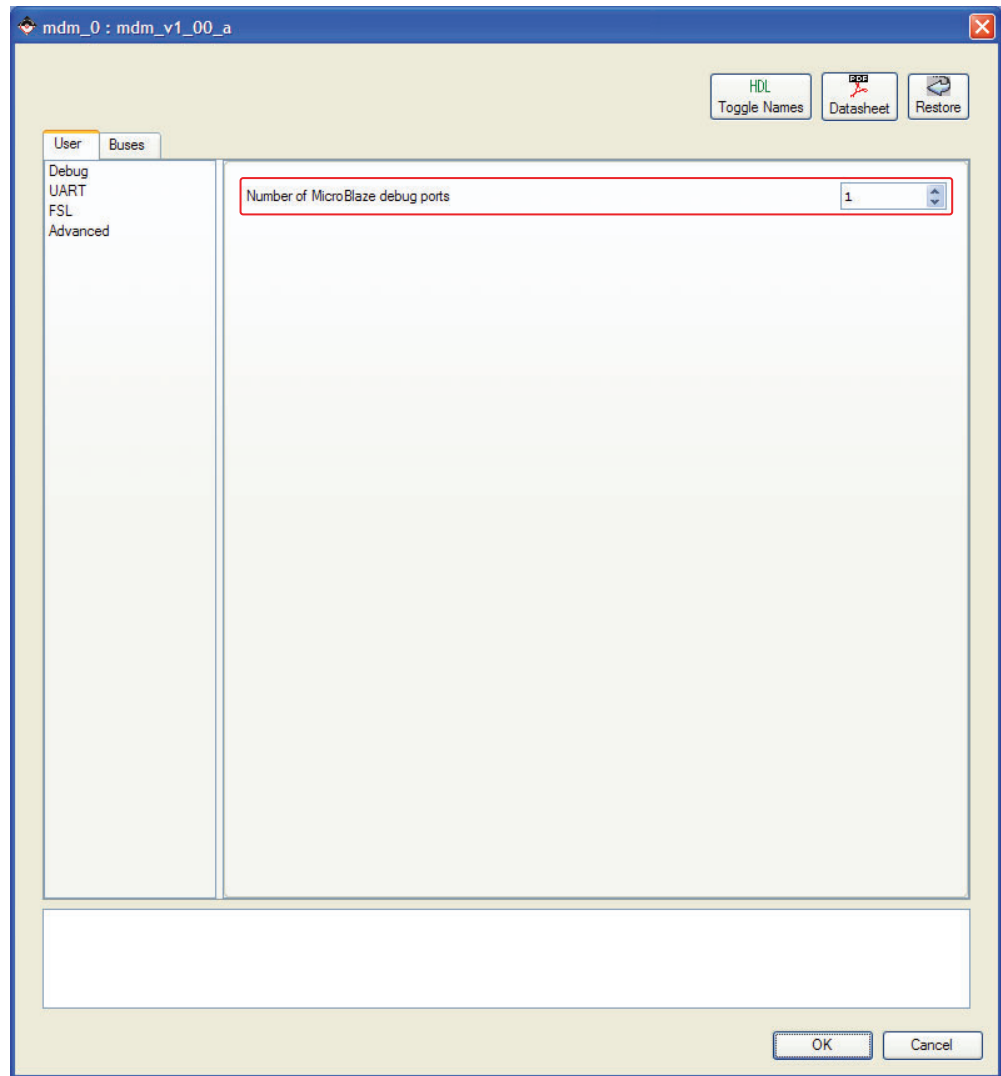 mdm_0 : mdm_v1_00_a
HDL
Toggle Names
PDF
Datasheet
Restore
User
Buses
Debug
UART
FSL
Advanced
Number of MicroBlaze debug ports
1
OK
Cancel